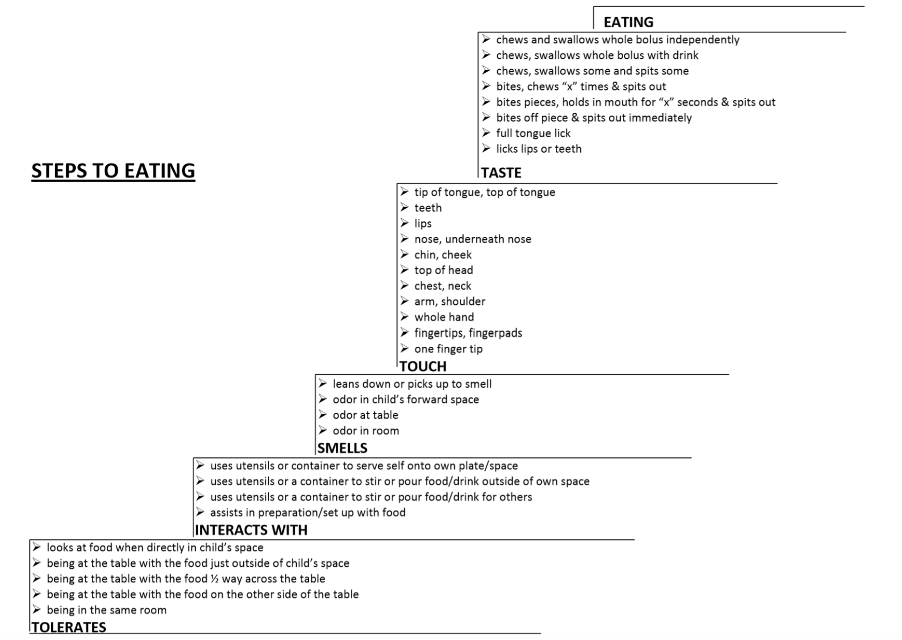 EATING
➢ chews and swallows whole bolus independently
➢ chews, swallows whole bolus with drink
➢ chews, swallows some and spits some
➢ bites, chews “x” times & spits out
➢ bites pieces, holds in mouth for “x” seconds & spits out
➢ bites off piece & spits out immediately
➢ full tongue lick
➢ licks lips or teeth
STEPS TO EATING
TASTE
➢ tip of tongue, top of tongue
➢ teeth
➢ lips
➢ nose, underneath nose
➢ chin, cheek
➢ top of head
➢ chest, neck
➢ arm, shoulder
➢ whole hand
➢ fingertips, fingerpads
➢ one finger tip
TOUCH
➢ leans down or picks up to smell
➢ odor in child’s forward space
➢ odor at table
➢ odor in room
SMELLS
➢ uses utensils or container to serve self onto own plate/space
➢ uses utensils or a container to stir or pour food/drink outside of own space
➢ uses utensils or a container to stir or pour food/drink for others
➢ assists in preparation/set up with food
INTERACTS WITH
➢ looks at food when directly in child’s space
➢ being at the table with the food just outside of child’s space
➢ being at the table with the food ½ way across the table
➢ being at the table with the food on the other side of the table
➢ being in the same room
TOLERATES